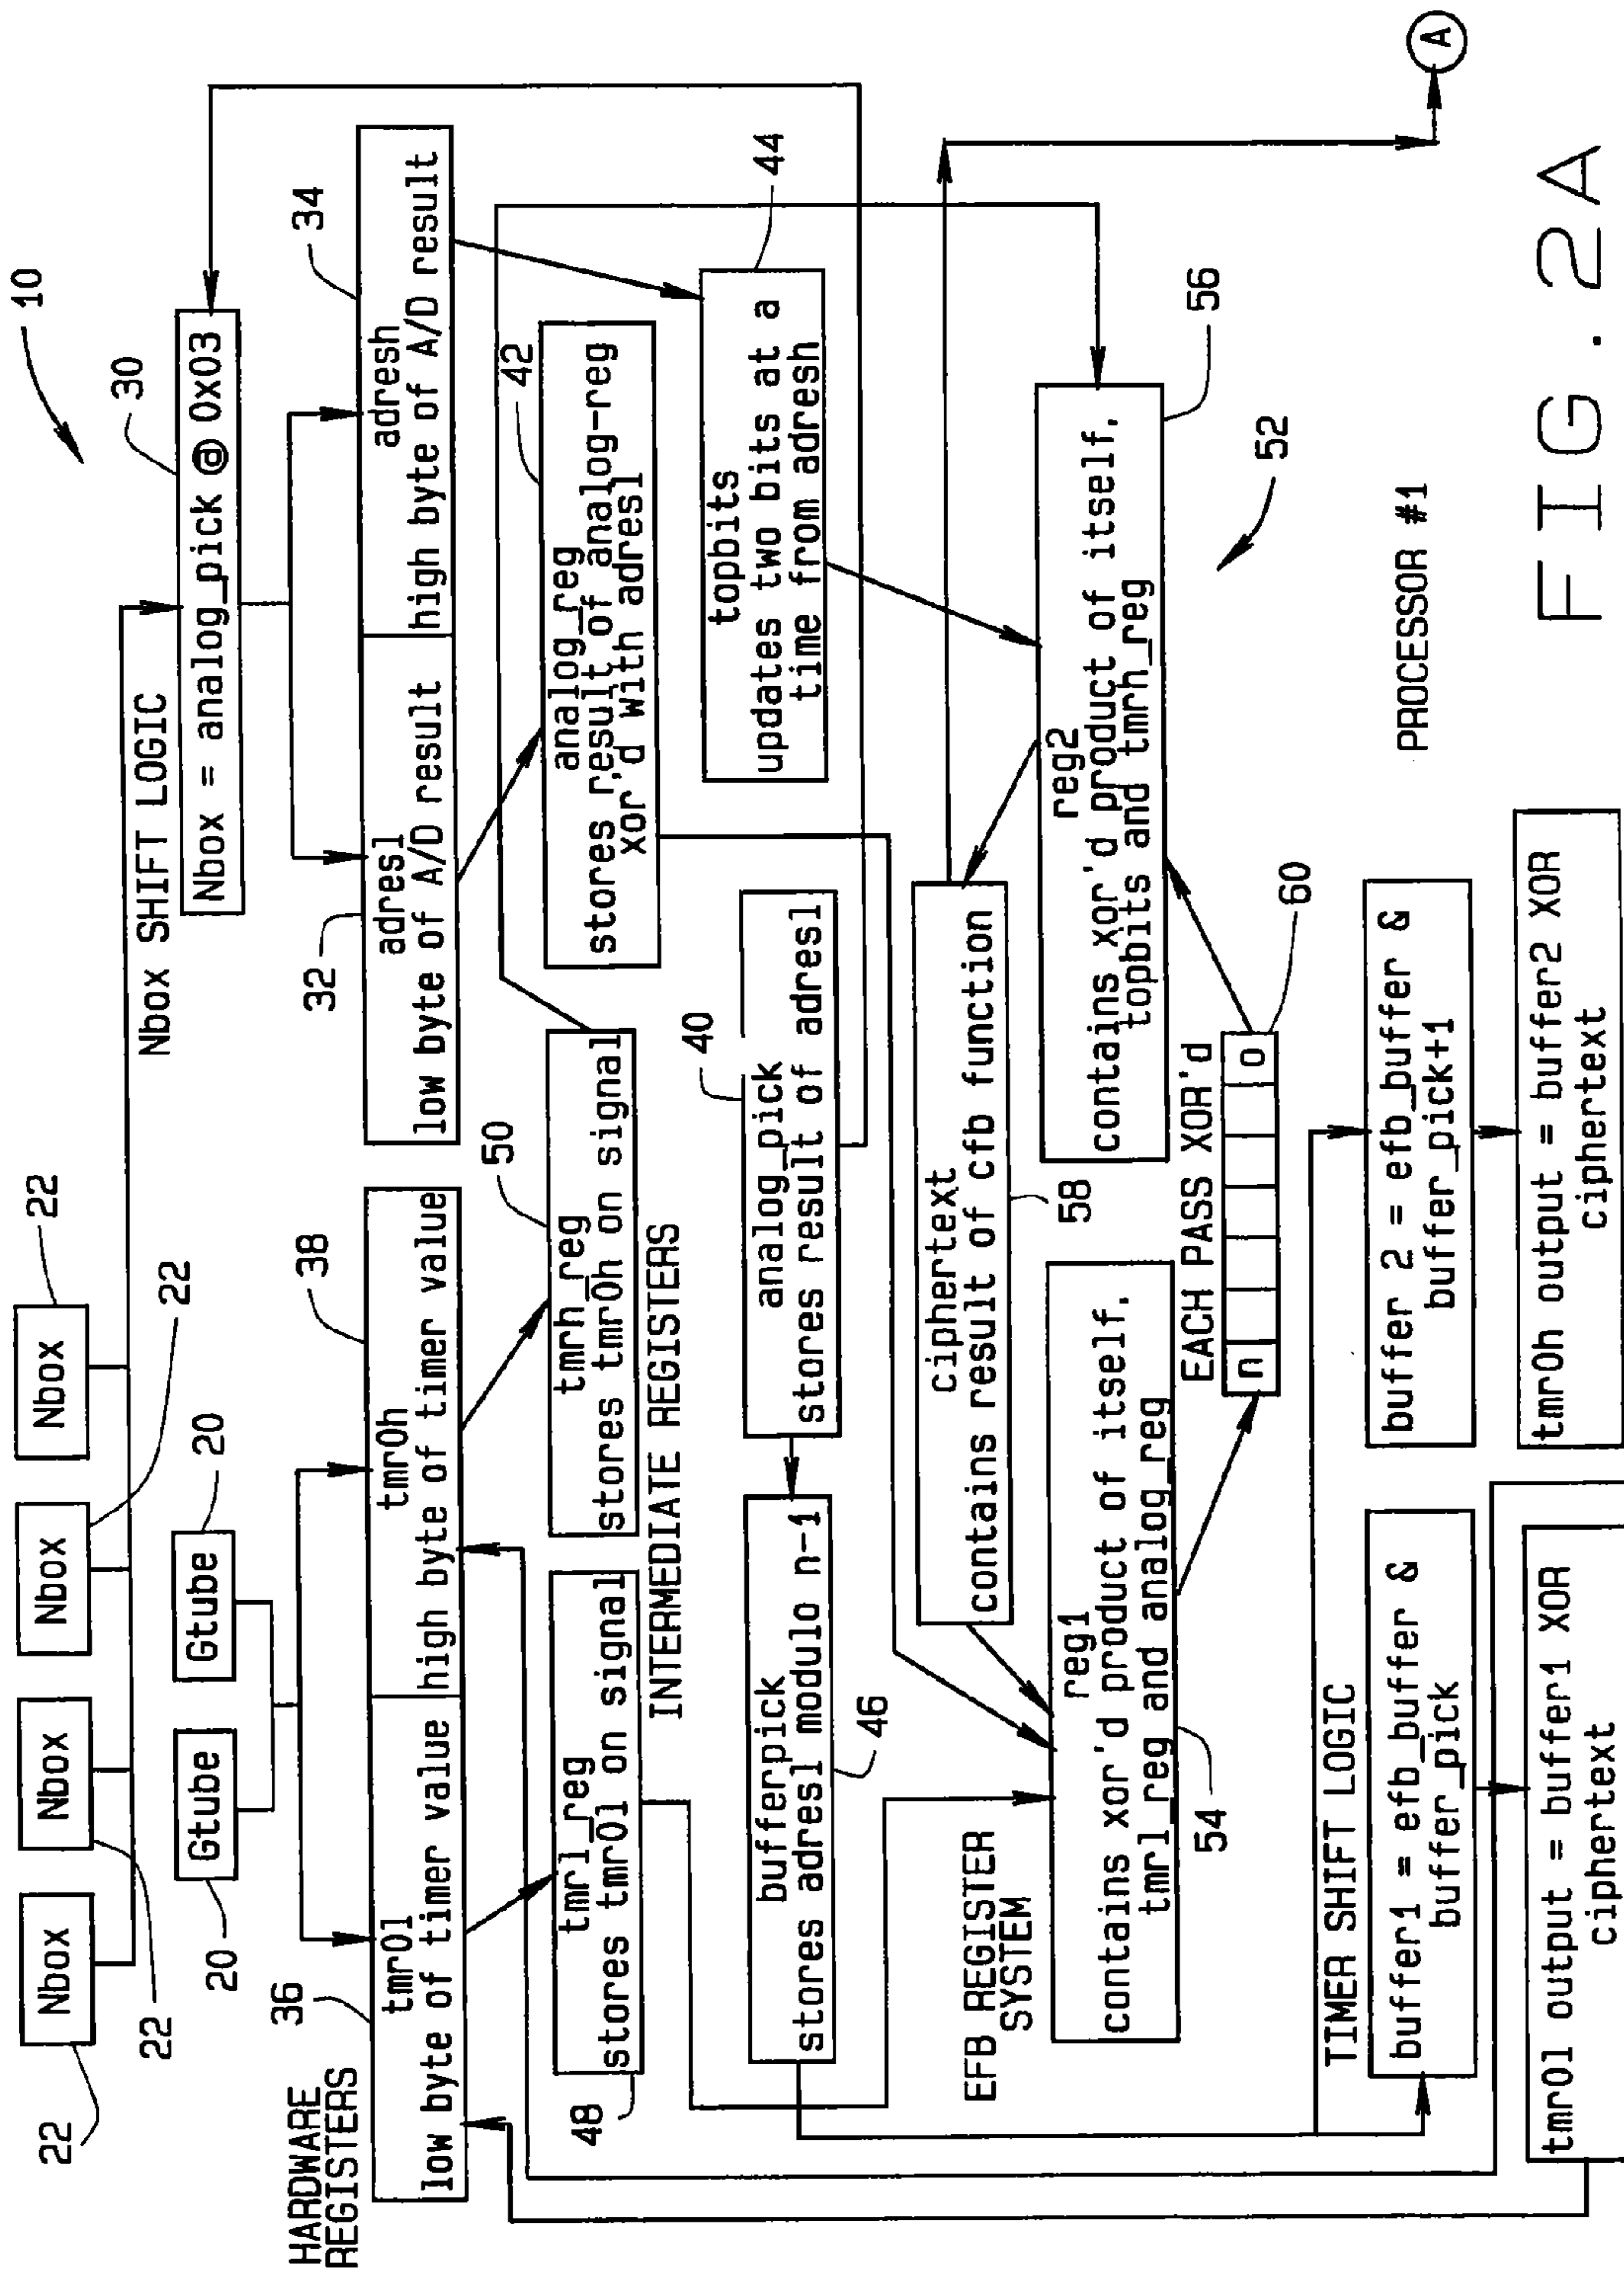 10
Nbox
Nbox
Nbox
Nbox
22
22
22
22
Gtube
Gtube
20
20
Nbox SHIFT LOGIC
30
Nbox = analog_pick @ 0x03
HARDWARE
REGISTERS
36
38
32
34
tmr0l
low byte of timer value
tmr0h
high byte of timer value
adresl
low byte of A/D result
adresh
high byte of A/D result
48
tmrl_reg
stores tmr0l on signal
50
tmrh_reg
stores tmr0h on signal
42
analog_reg
stores result of analog-reg
xor'd with adresl
INTERMEDIATE REGISTERS
40
analog_pick
stores result of adresl
44
topbits
updates two bits at a
time from adresh
bufferpick
stores adresl modulo n-1
46
EFB REGISTER
SYSTEM
ciphertext
contains result of cfb function
58
A
reg1
contains xor'd product of itself,
tmrl_reg and analog_reg
54
reg2
contains xor'd product of itself,
topbits and tmrh_reg
56
52
EACH PASS XOR'd
n
0
60
TIMER SHIFT LOGIC
PROCESSOR #1
buffer1 = efb_buffer &
buffer_pick
buffer 2 = efb_buffer &
buffer_pick+1
tmr0l output = buffer1 XOR
ciphertext
tmr0h output = buffer2 XOR
ciphertext
FIG. 2A